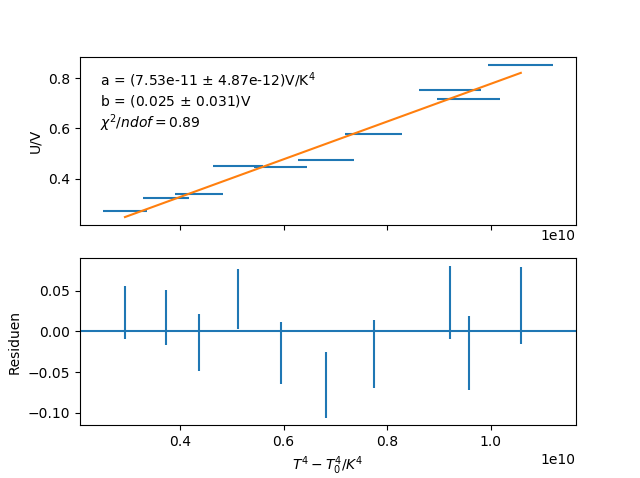 a = (7.53e-11 ± 4.87e-12)V/K⁴
b = (0.025 ± 0.031)V
χ²/ndof = 0.89
U/V
0.8
0.6
0.4
1e10
Residuen
0.05
0.00
−0.05
−0.10
0.4 0.6 0.8 1.0
1e10
T⁴ − T₀⁴/K⁴